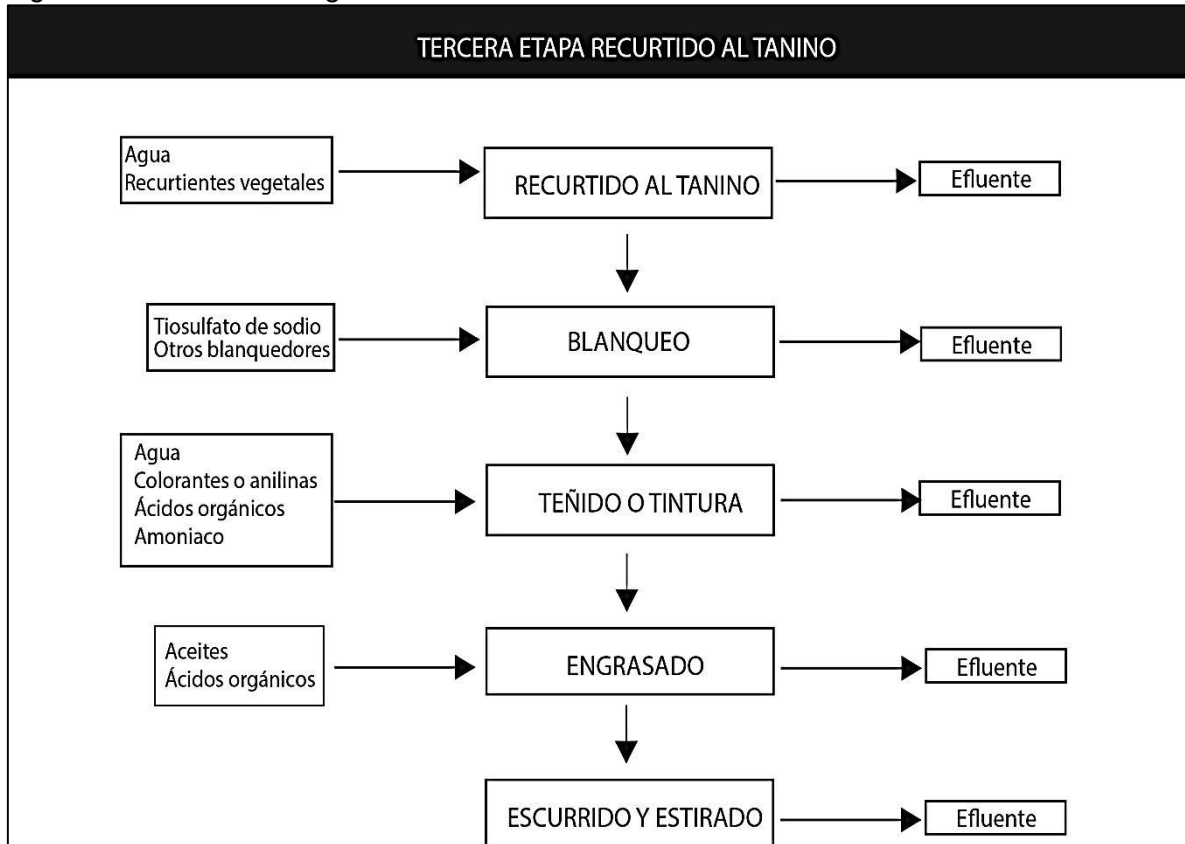 TERCERA ETAPA RECURTIDO AL TANINO
Agua
Recurtientes vegetales
RECURTIDO AL TANINO
Efluente
Tiosulfato de sodio
Otros blanquedores
BLANQUEO
Efluente
Agua
Colorantes o anilinas
Ácidos orgánicos
Amoniaco
TEÑIDO O TINTURA
Efluente
Aceites
Ácidos orgánicos
ENGRASADO
Efluente
ESCURRIDO Y ESTIRADO
Efluente